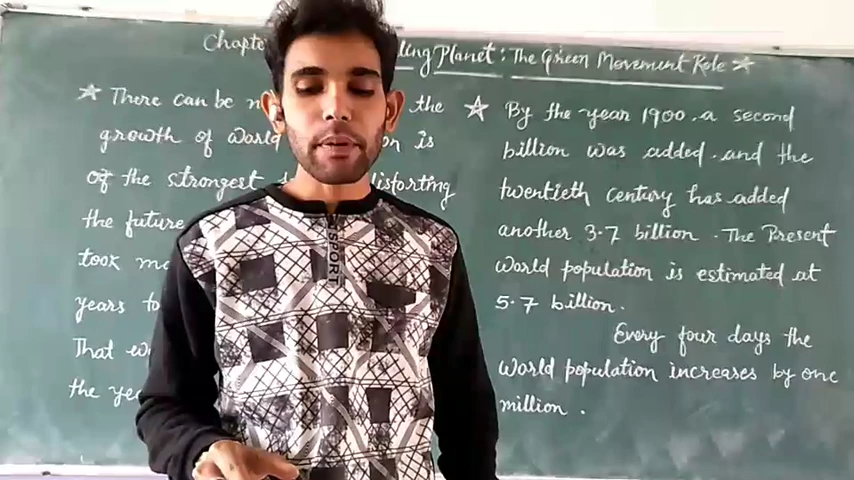 Chapt ling Planet : The Green Movement's Role ☆
☆ There can be n the
growth of world on is
of the strongest distorting
the future
took
years to
That
the ye
SPORT
☆ By the year 1900, a second
billion was added, and the
twentieth Century has added
another 3.7 billion. The Present
world population is estimated at
5.7 billion.
Every four days the
world population increases by one
million.